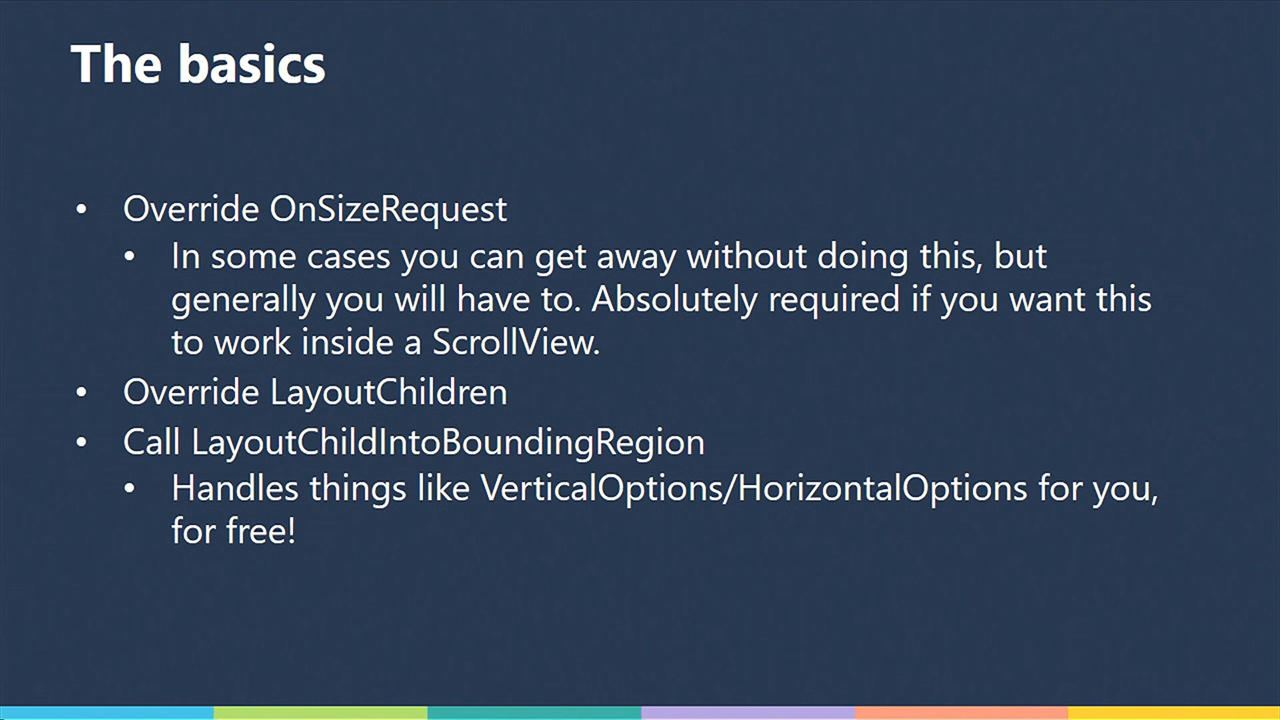 The basics
• Override OnSizeRequest
• In some cases you can get away without doing this, but
generally you will have to. Absolutely required if you want this
to work inside a ScrollView.
• Override LayoutChildren
• Call LayoutChildIntoBoundingRegion
• Handles things like VerticalOptions/HorizontalOptions for you,
for free!